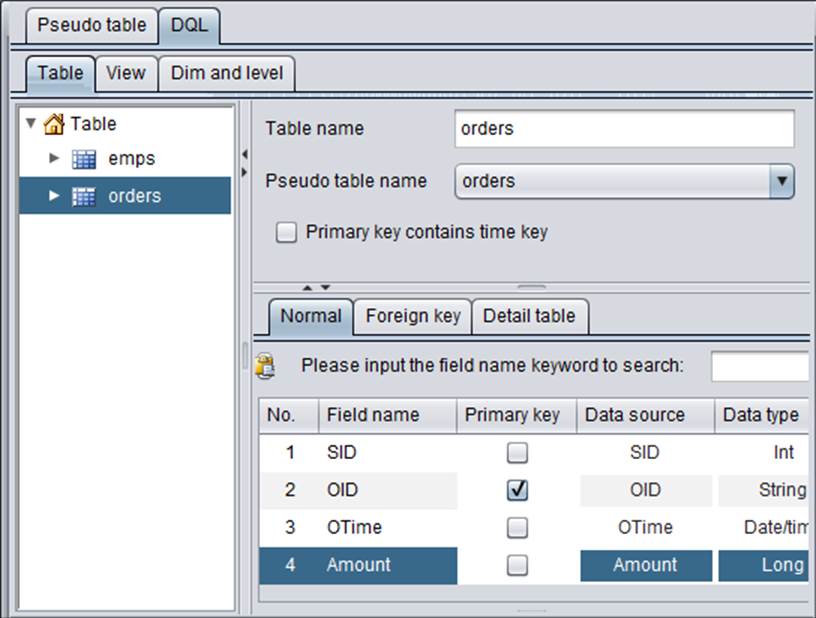 Pseudo table DQL
Table View Dim and level
Table
emps
orders
Table name orders
Pseudo table name orders
Primary key contains time key
Normal Foreign key Detail table
Please input the field name keyword to search:
No. Field name Primary key Data source Data type
1 SID SID Int
2 OID OID String
3 OTime OTime Date/tim
4 Amount Amount Long